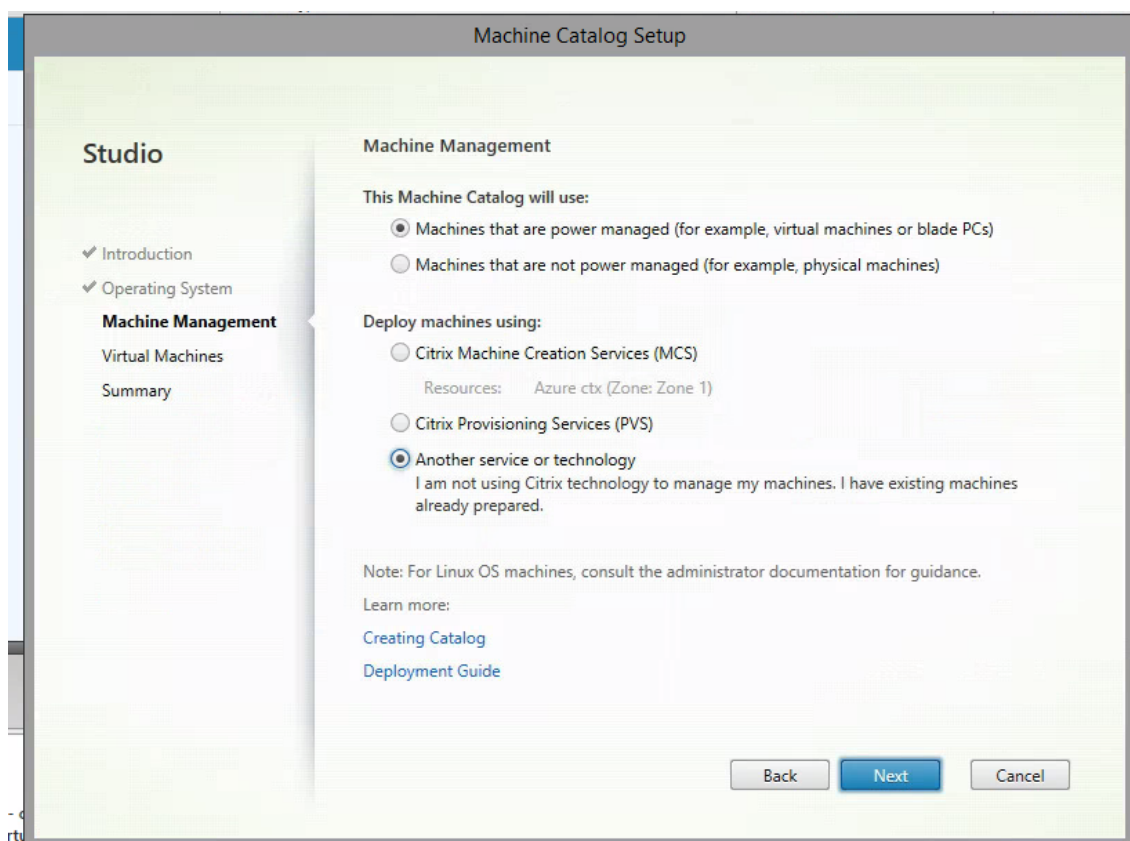 Machine Catalog Setup
Studio
✔ Introduction
✔ Operating System
Machine Management
Virtual Machines
Summary
Machine Management
This Machine Catalog will use:
Machines that are power managed (for example, virtual machines or blade PCs)
Machines that are not power managed (for example, physical machines)
Deploy machines using:
Citrix Machine Creation Services (MCS)
Resources: Azure ctx (Zone: Zone 1)
Citrix Provisioning Services (PVS)
Another service or technology
I am not using Citrix technology to manage my machines. I have existing machines
already prepared.
Note: For Linux OS machines, consult the administrator documentation for guidance.
Learn more:
Creating Catalog
Deployment Guide
Back Next Cancel